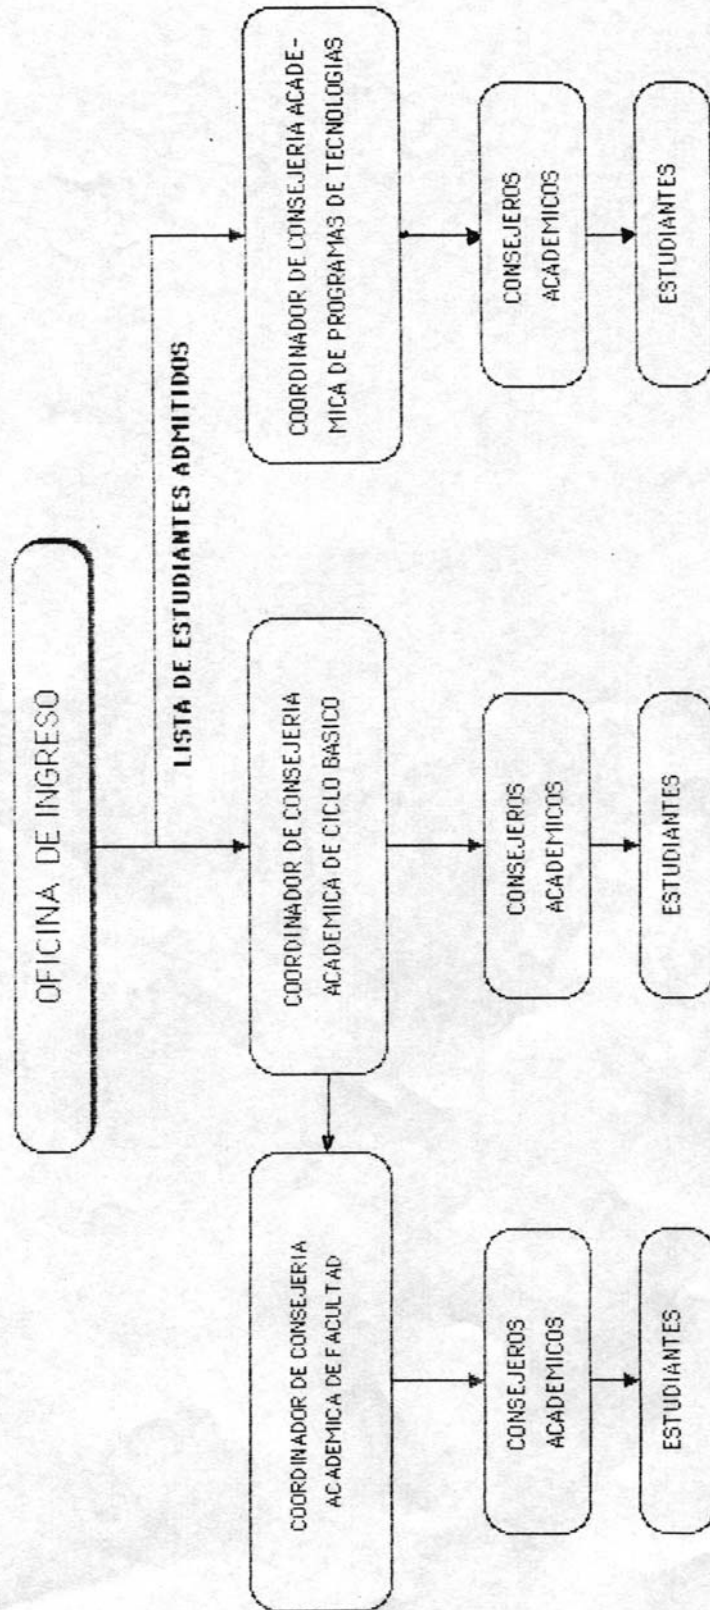 OFICINA DE INGRESO
LISTA DE ESTUDIANTES ADMITIDOS
COORDINADOR DE CONSEJERIA
ACADEMICA DE FACULTAD
COORDINADOR DE CONSEJERIA
ACADEMICA DE CICLO BASICO
COORDINADOR DE CONSEJERIA ACADE-
MICA DE PROGRAMAS DE TECNOLOGIAS
CONSEJEROS
ACADEMICOS
CONSEJEROS
ACADEMICOS
CONSEJEROS
ACADEMICOS
ESTUDIANTES
ESTUDIANTES
ESTUDIANTES